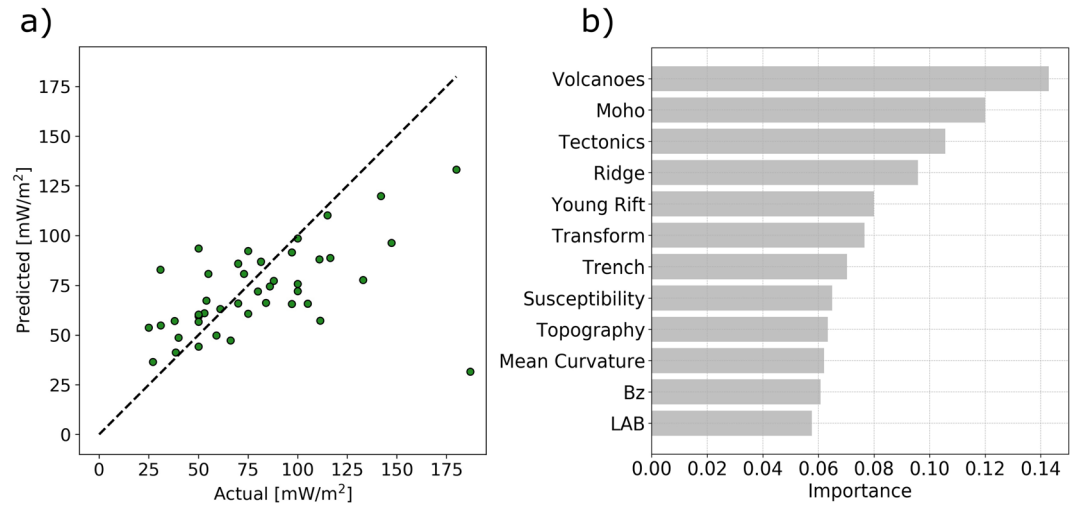 a)
Predicted [mW/m²]
175
150
125
100
75
50
25
0
0 25 50 75 100 125 150 175
Actual [mW/m²]
b)
Volcanoes
Moho
Tectonics
Ridge
Young Rift
Transform
Trench
Susceptibility
Topography
Mean Curvature
Bz
LAB
0.00 0.02 0.04 0.06 0.08 0.10 0.12 0.14
Importance